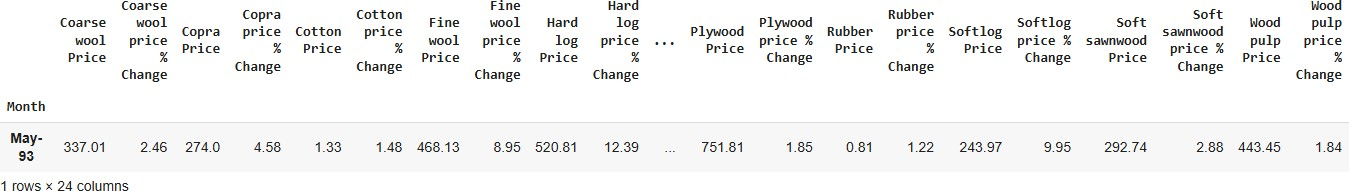 Coarse
wool
Price
Coarse
wool
price
%
Change
Copra
Price
Copra
price
%
Change
Cotton
Price
Cotton
price
%
Change
Fine
wool
Price
Fine
wool
price
%
Change
Hard
log
Price
Hard
log
price
%
Change
...
Plywood
Price
Plywood
price %
Change
Rubber
Price
Rubber
price
%
Change
Softlog
Price
Softlog
price %
Change
Soft
sawnwood
Price
Soft
sawnwood
price %
Change
Wood
pulp
Price
Wood
pulp
price
%
Change
Month
May-
93
337.01 2.46 274.0 4.58 1.33 1.48 468.13 8.95 520.81 12.39 ... 751.81 1.85 0.81 1.22 243.97 9.95 292.74 2.88 443.45 1.84
1 rows × 24 columns